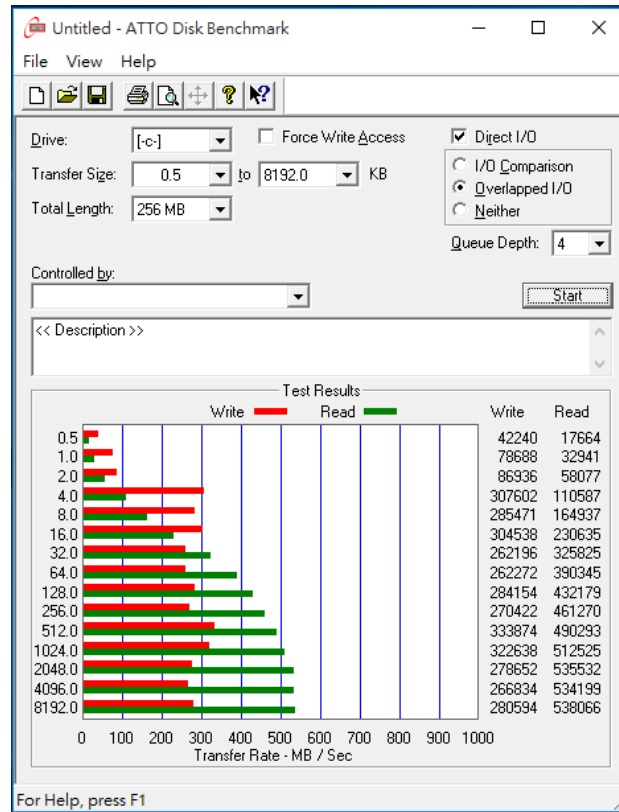 Untitled - ATTO Disk Benchmark
File View Help
Drive: [-c-] Force Write Access Direct I/O
Transfer Size: 0.5 to 8192.0 KB I/O Comparison
Overlapped I/O
Total Length: 256 MB Neither
Queue Depth: 4
Controlled by:
Start
<< Description >>
Test Results
Write Read Write Read
0.5 42240 17664
1.0 78688 32941
2.0 86936 58077
4.0 307602 110587
8.0 285471 164937
16.0 304538 230635
32.0 262196 325825
64.0 262272 390345
128.0 284154 432179
256.0 270422 461270
512.0 333874 490293
1024.0 322638 512525
2048.0 278652 535532
4096.0 266834 534199
8192.0 280594 538066
0 100 200 300 400 500 600 700 800 900 1000
Transfer Rate - MB / Sec
For Help, press F1